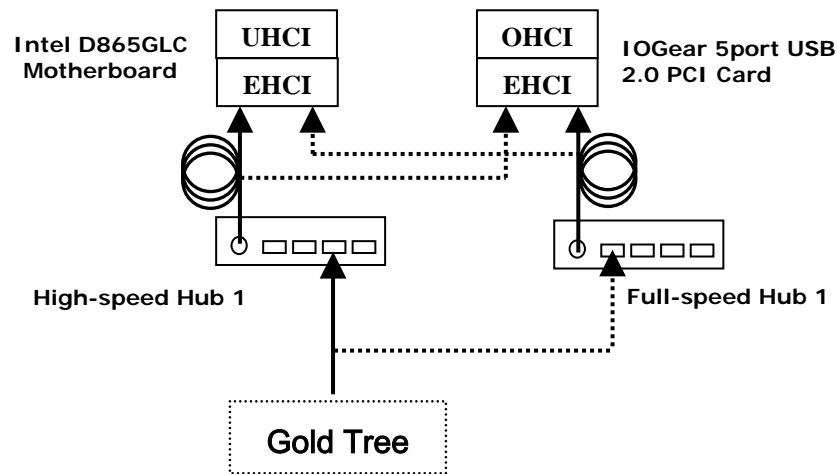 Intel D865GLC
Motherboard
UHCI
EHCI
OHCI
EHCI
IOGear 5port USB
2.0 PCI Card
High-speed Hub 1
Full-speed Hub 1
Gold Tree